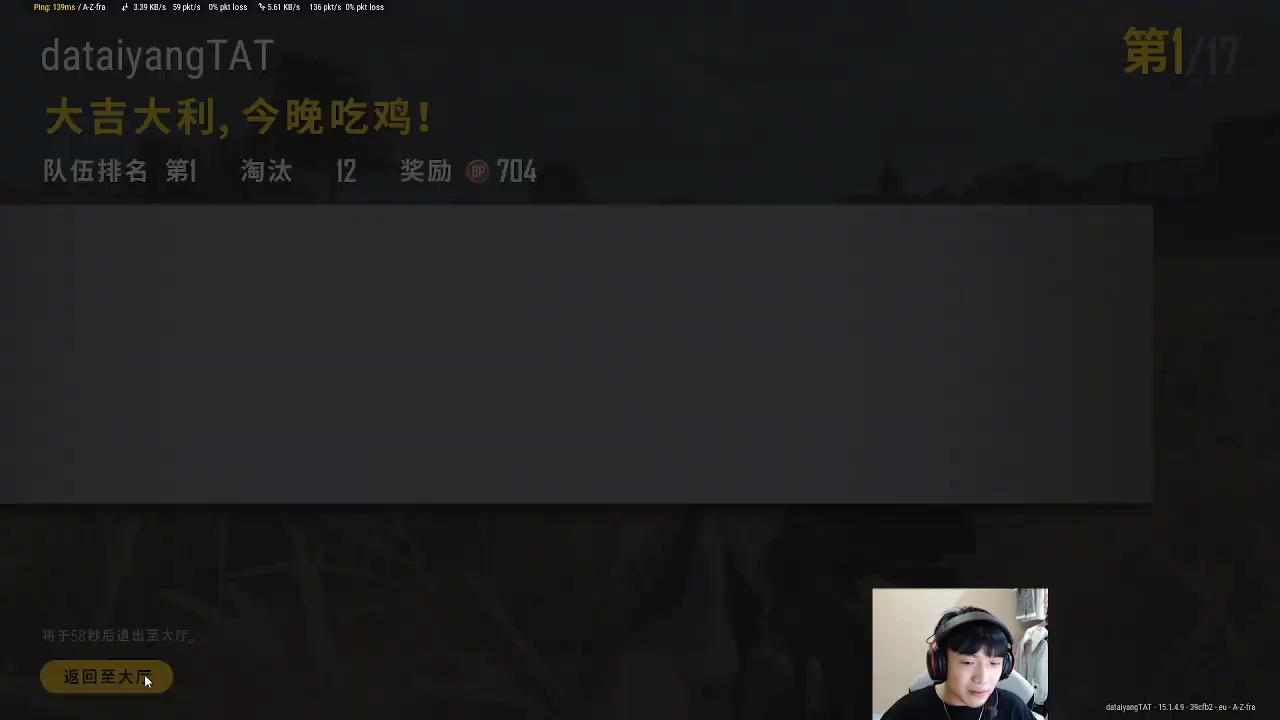 Ping: 139ms / A-Z-fra 3.39 KB/s 59 pkt/s 0% pkt loss 5.61 KB/s 136 pkt/s 0% pkt loss
dataiyangTAT
第1/17
大吉大利, 今晚吃鸡!
队伍排名 第1 淘汰 12 奖励 BP 704
将于58秒后退出至大厅。
返回至大厅
dataiyangTAT - 15.1.4.9 - 39cfb2 - eu - A-Z-fra